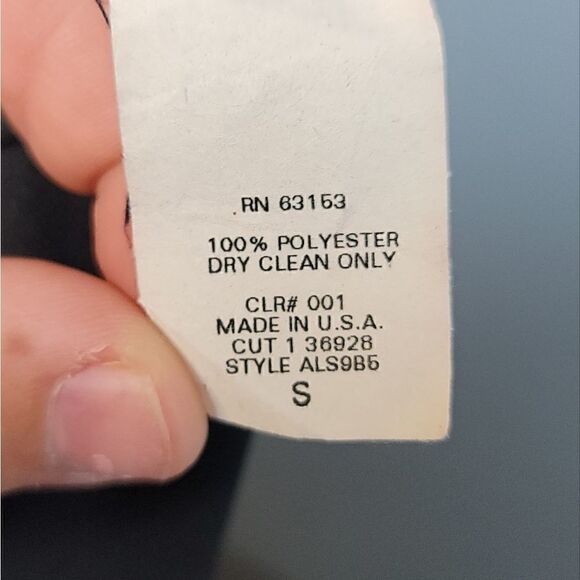 RN 63153
100% POLYESTER
DRY CLEAN ONLY
CLR# 001
MADE IN U.S.A.
CUT 1 36928
STYLE ALS9B5
S